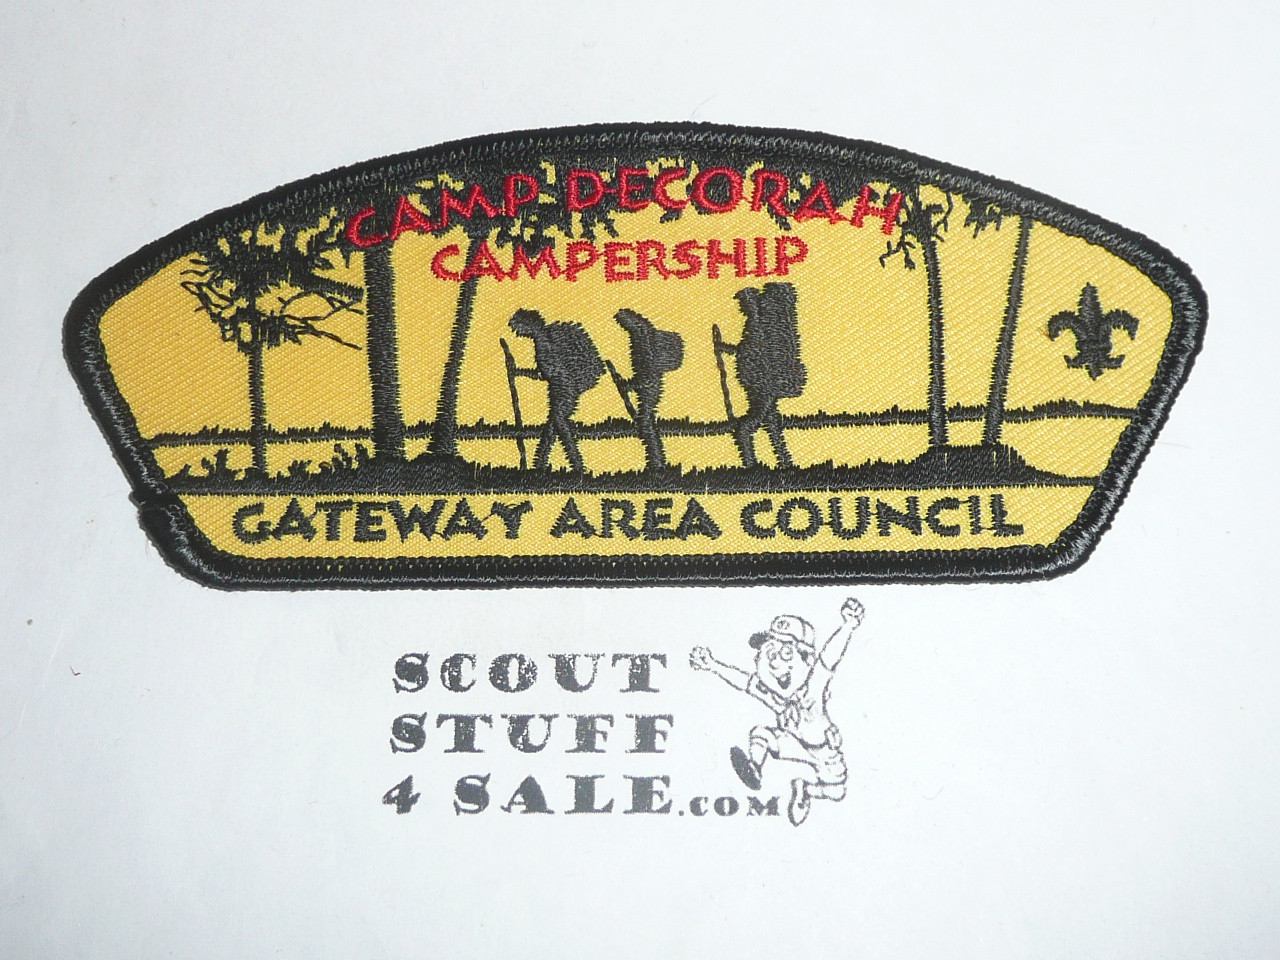 CAMP DECORAH
CAMPERSHIP
GATEWAY AREA COUNCIL
SCOUT
STUFF
4 SALE.COM